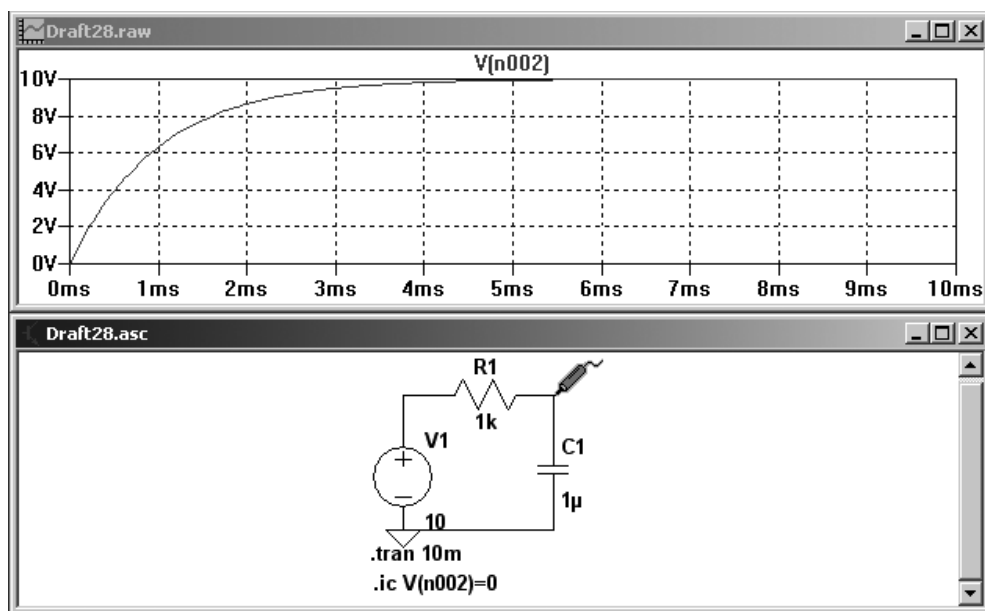 Draft28.raw
V(n002)
10V
8V
6V
4V
2V
0V
0ms 1ms 2ms 3ms 4ms 5ms 6ms 7ms 8ms 9ms 10ms
Draft28.asc
R1
1k
V1
C1
1µ
10
.tran 10m
.ic V(n002)=0